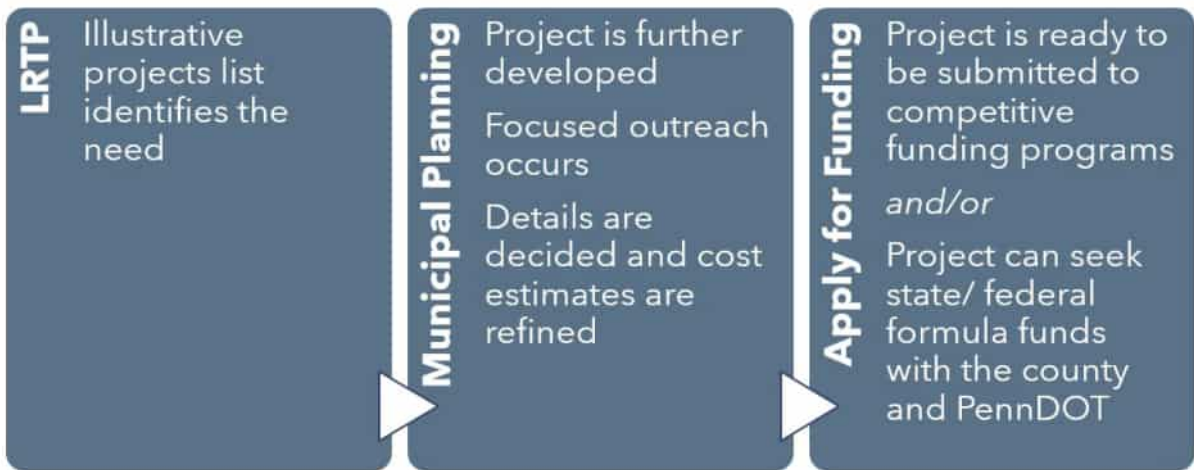 LRTP
Illustrative
projects list
identifies the
need
Municipal Planning
Project is further
developed
Focused outreach
occurs
Details are
decided and cost
estimates are
refined
Apply for Funding
Project is ready to
be submitted to
competitive
funding programs
and/or
Project can seek
state/ federal
formula funds
with the county
and PennDOT